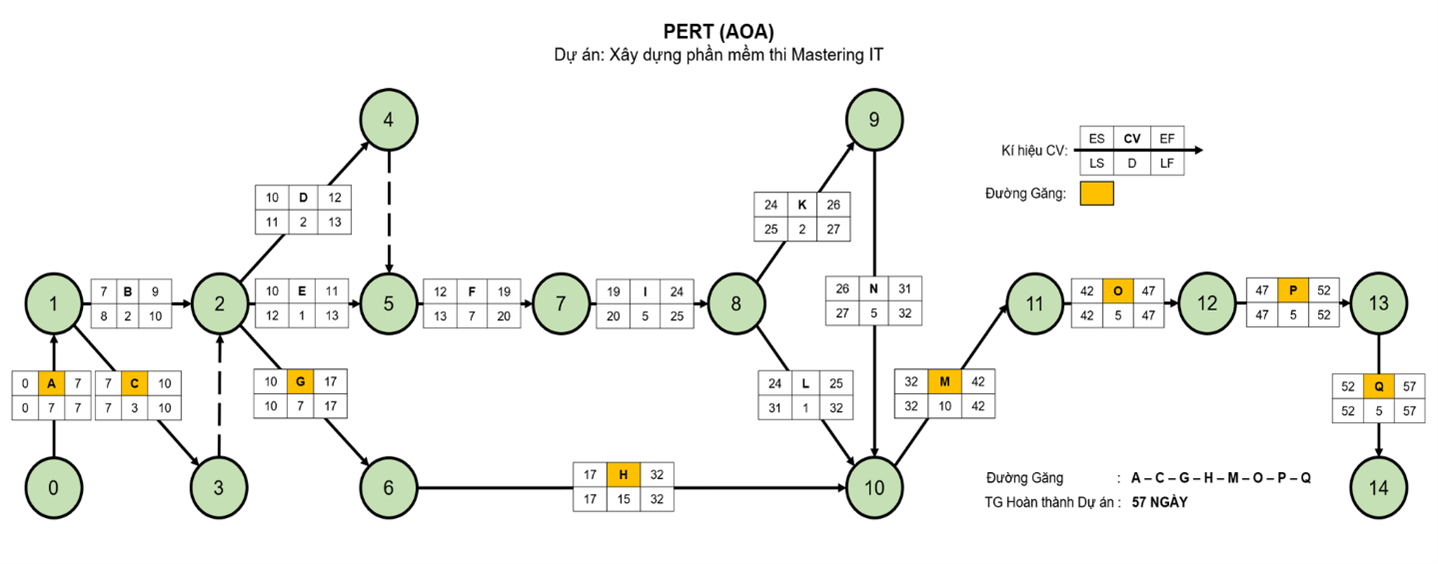 PERT (AOA)
Dự án: Xây dựng phần mềm thi Mastering IT
4
9
Kí hiệu CV:
ES CV EF
LS D LF
Đường Găng:
10 D 12
11 2 13
24 K 26
25 2 27
1
7 B 9
8 2 10
2
10 E 11
12 1 13
5
12 F 19
13 7 20
7
19 I 24
20 5 25
8
26 N 31
27 5 32
11
42 O 47
42 5 47
12
47 P 52
47 5 52
13
0 A 7
0 7 7
7 C 10
7 3 10
10 G 17
10 7 17
24 L 25
31 1 32
32 M 42
32 10 42
52 Q 57
52 5 57
0
3
6
17 H 32
17 15 32
10
14
Đường Găng : A – C – G – H – M – O – P – Q
TG Hoàn thành Dự án : 57 NGÀY